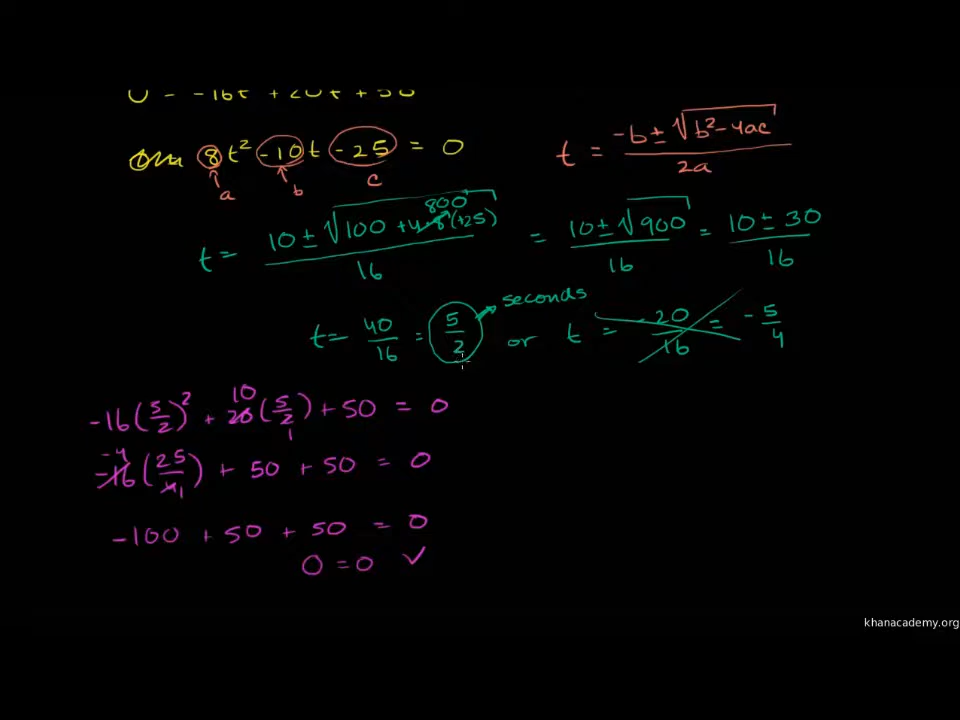 0 = -16t + 20t + 50
8t² -10t -25 = 0
a b c
t = (-b ± √(b² - 4ac)) / 2a
t = (10 ± √(100 + 4·8(+25))) / 16 = (10 ± √900) / 16 = (10 ± 30) / 16
800
t = 40/16 = 5/2 seconds or t = -20/16 = -5/4
-16(5/2)² + 20(5/2) + 50 = 0
10
1
-16(25/4) + 50 + 50 = 0
-4
1
-100 + 50 + 50 = 0
0 = 0 ✓
khanacademy.org